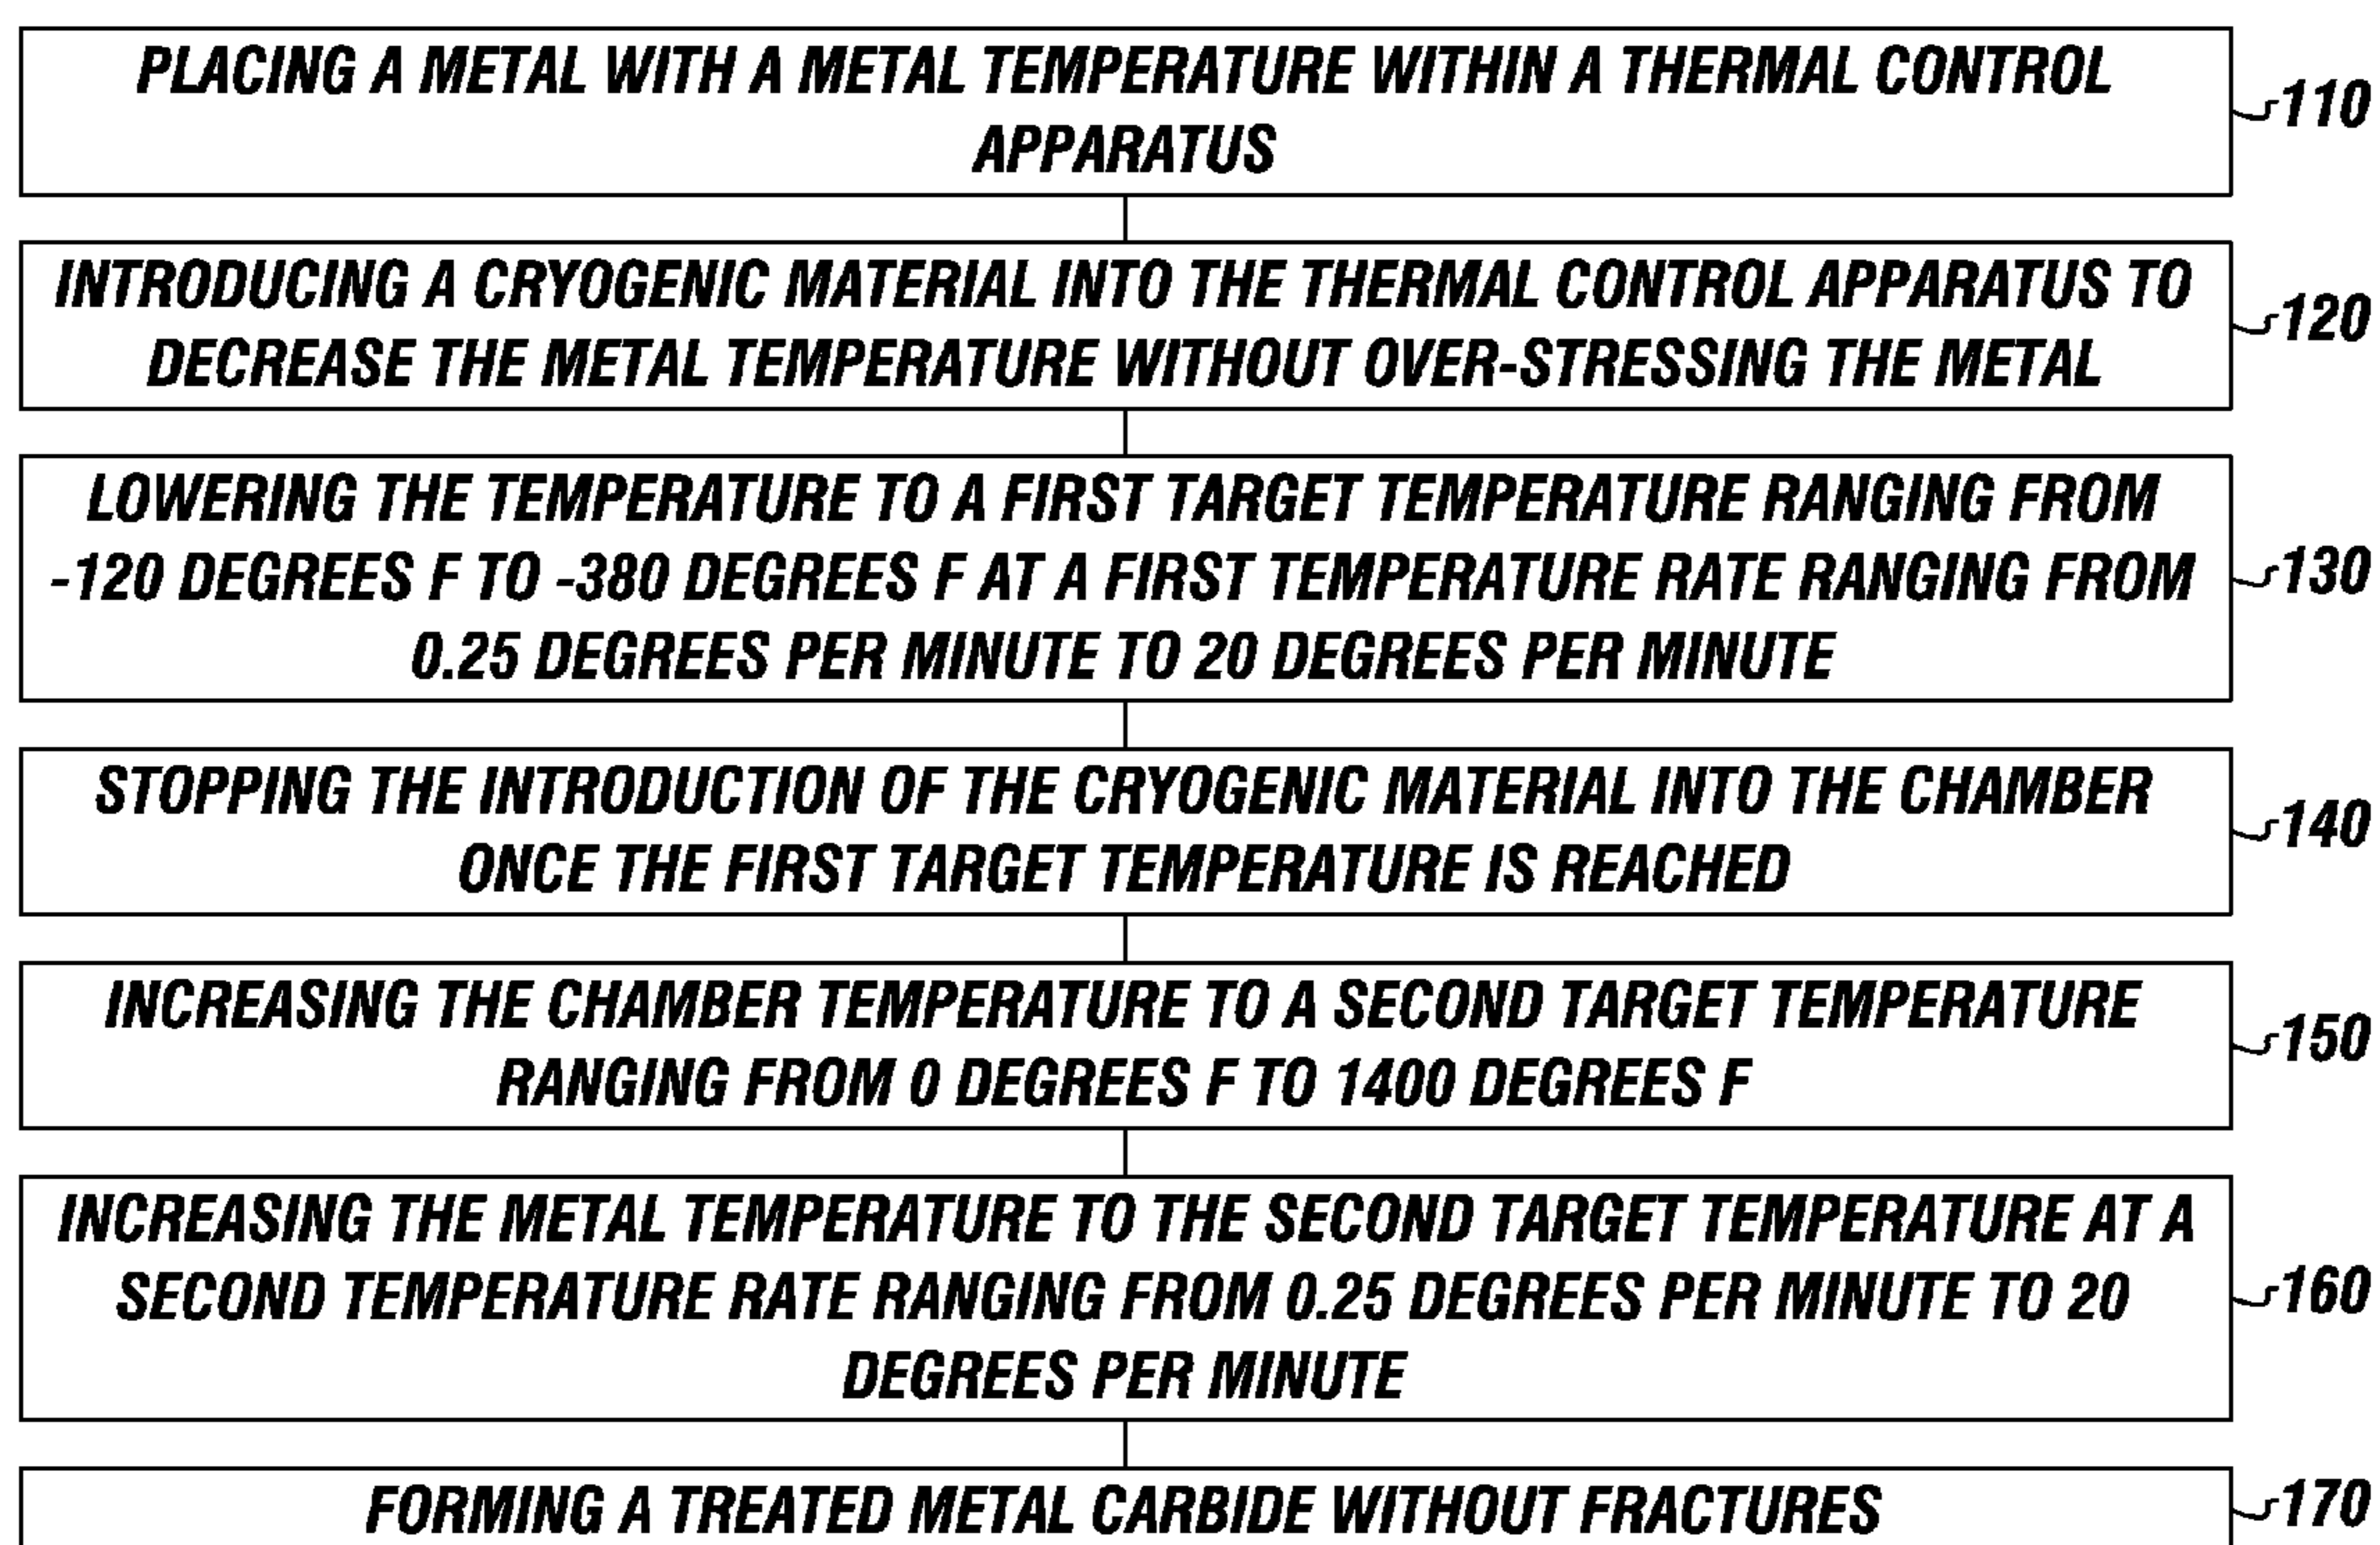 PLACING A METAL WITH A METAL TEMPERATURE WITHIN A THERMAL CONTROL
APPARATUS
110
INTRODUCING A CRYOGENIC MATERIAL INTO THE THERMAL CONTROL APPARATUS TO
DECREASE THE METAL TEMPERATURE WITHOUT OVER-STRESSING THE METAL
120
LOWERING THE TEMPERATURE TO A FIRST TARGET TEMPERATURE RANGING FROM
-120 DEGREES F TO -380 DEGREES F AT A FIRST TEMPERATURE RATE RANGING FROM
0.25 DEGREES PER MINUTE TO 20 DEGREES PER MINUTE
130
STOPPING THE INTRODUCTION OF THE CRYOGENIC MATERIAL INTO THE CHAMBER
ONCE THE FIRST TARGET TEMPERATURE IS REACHED
140
INCREASING THE CHAMBER TEMPERATURE TO A SECOND TARGET TEMPERATURE
RANGING FROM 0 DEGREES F TO 1400 DEGREES F
150
INCREASING THE METAL TEMPERATURE TO THE SECOND TARGET TEMPERATURE AT A
SECOND TEMPERATURE RATE RANGING FROM 0.25 DEGREES PER MINUTE TO 20
DEGREES PER MINUTE
160
FORMING A TREATED METAL CARBIDE WITHOUT FRACTURES
170